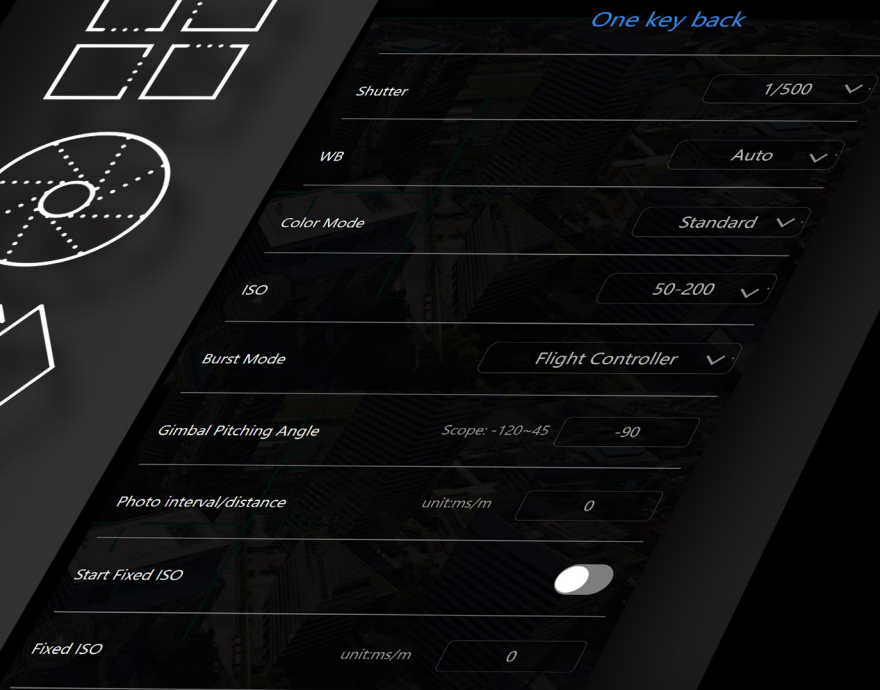 One key back
Shutter 1/500
WB Auto
Color Mode Standard
ISO 50-200
Burst Mode Flight Controller
Gimbal Pitching Angle Scope: -120~45 -90
Photo interval/distance unit:ms/m 0
Start Fixed ISO
Fixed ISO unit:ms/m 0